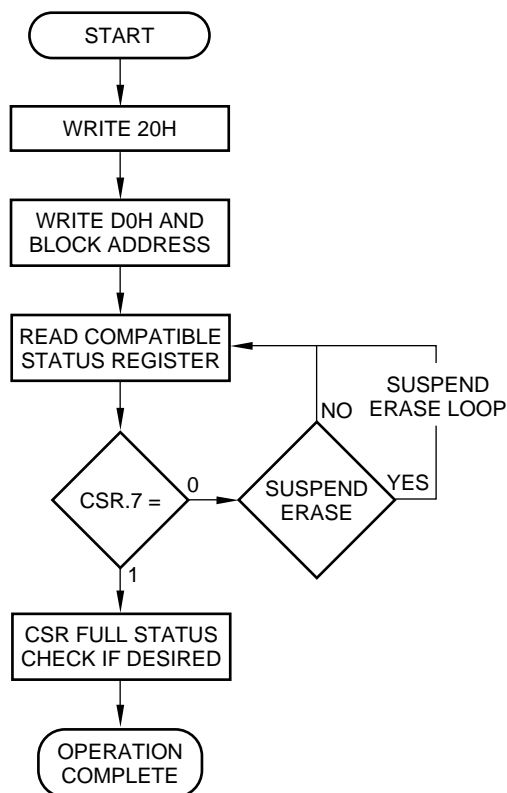 START
WRITE 20H
WRITE D0H AND
BLOCK ADDRESS
READ COMPATIBLE
STATUS REGISTER
SUSPEND
ERASE LOOP
NO
CSR.7 =
0
SUSPEND
ERASE
YES
1
CSR FULL STATUS
CHECK IF DESIRED
OPERATION
COMPLETE